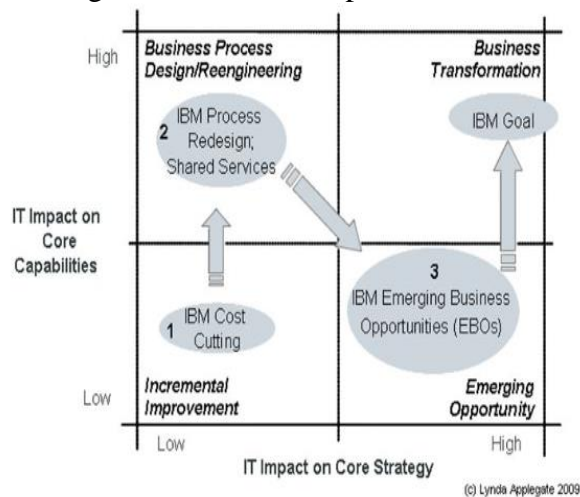 High
Business Process
Design/Reengineering
Business
Transformation
2
IBM Process
Redesign;
Shared Services
IBM Goal
IT Impact on
Core
Capabilities
1
IBM Cost
Cutting
3
IBM Emerging Business
Opportunities (EBOs)
Low
Incremental
Improvement
Emerging
Opportunity
Low
High
IT Impact on Core Strategy
(c) Lynda Applegate 2009